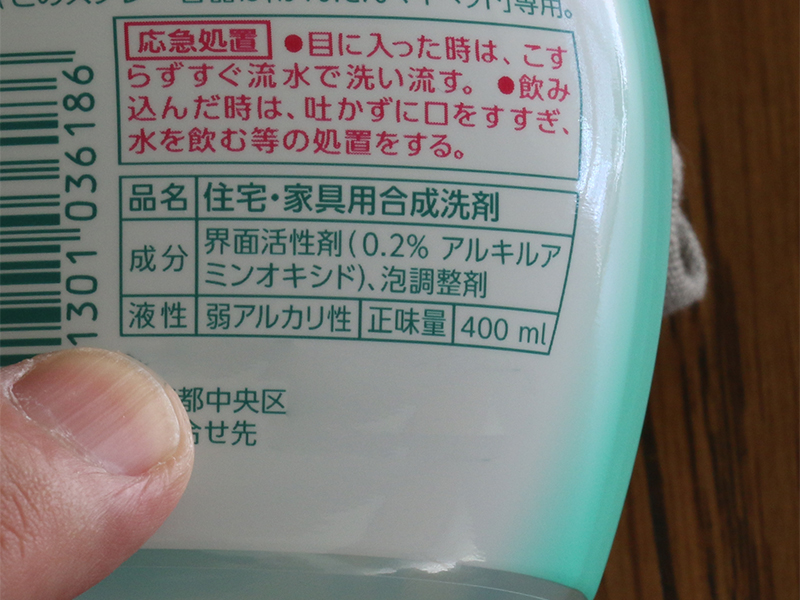 専用。
応急処置 ●目に入った時は、こす
らずすぐ流水で洗い流す。 ●飲み
込んだ時は、吐かずに口をすすぎ、
水を飲む等の処置をする。
品名 住宅・家具用合成洗剤
成分 界面活性剤(0.2% アルキルア
ミンオキシド)、泡調整剤
液性 弱アルカリ性 正味量 400 ml
都中央区
合せ先
1301 036186